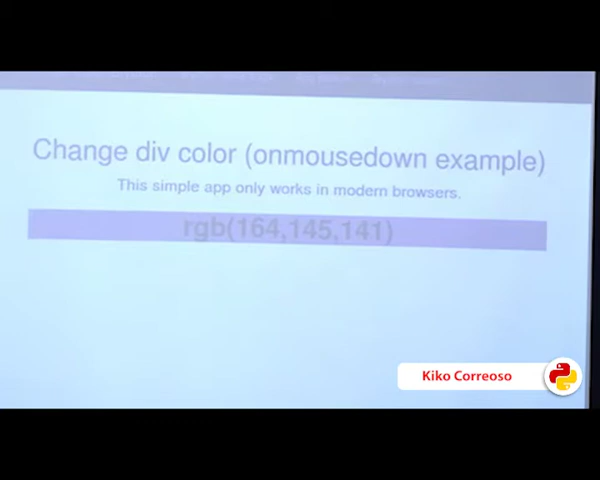 Change div color (onmousedown example)
This simple app only works in modern browsers.
rgb(164,145,141)
Kiko Correoso